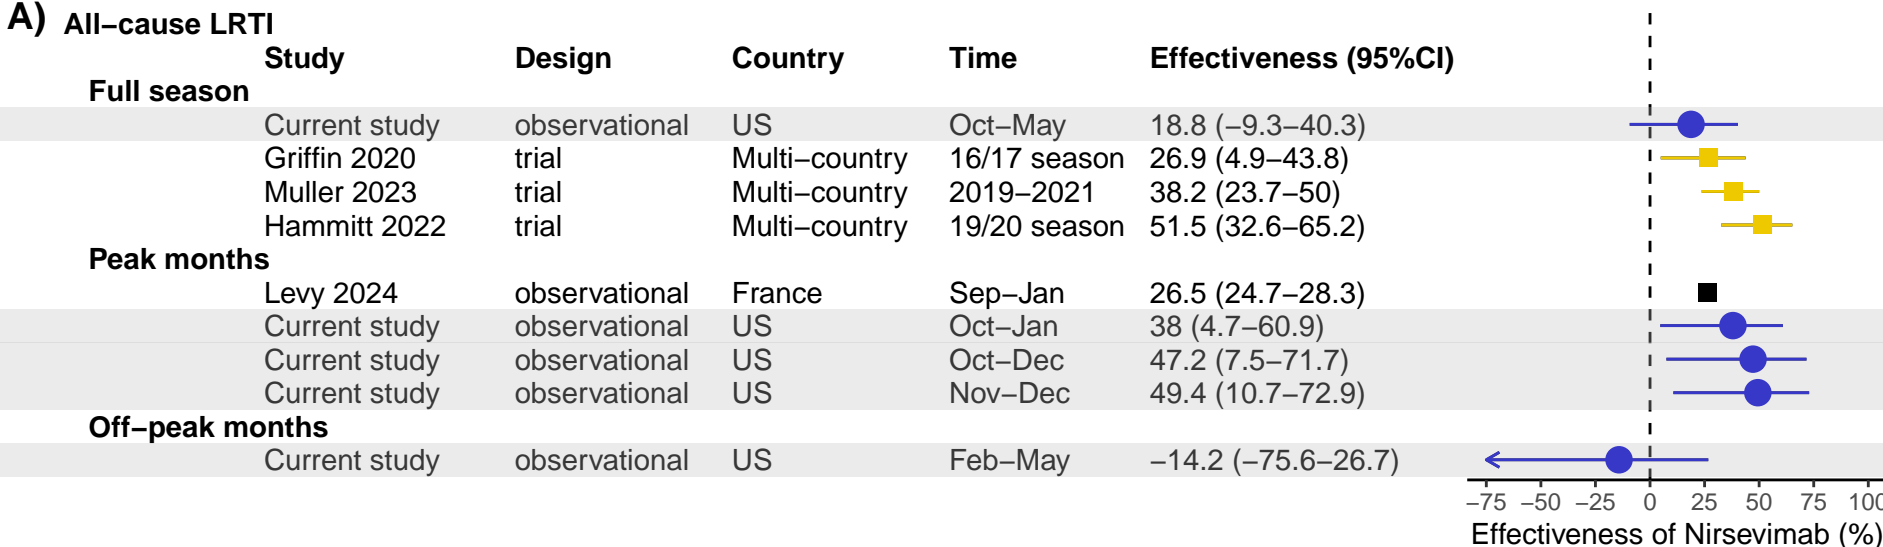 A) All−cause LRTI
Study Design Country Time Effectiveness (95%CI)
Full season
Current study observational US Oct−May 18.8 (−9.3−40.3)
Griffin 2020 trial Multi−country 16/17 season 26.9 (4.9−43.8)
Muller 2023 trial Multi−country 2019−2021 38.2 (23.7−50)
Hammitt 2022 trial Multi−country 19/20 season 51.5 (32.6−65.2)
Peak months
Levy 2024 observational France Sep−Jan 26.5 (24.7−28.3)
Current study observational US Oct−Jan 38 (4.7−60.9)
Current study observational US Oct−Dec 47.2 (7.5−71.7)
Current study observational US Nov−Dec 49.4 (10.7−72.9)
Off−peak months
Current study observational US Feb−May −14.2 (−75.6−26.7)
−75 −50 −25 0 25 50 75 100
Effectiveness of Nirsevimab (%)